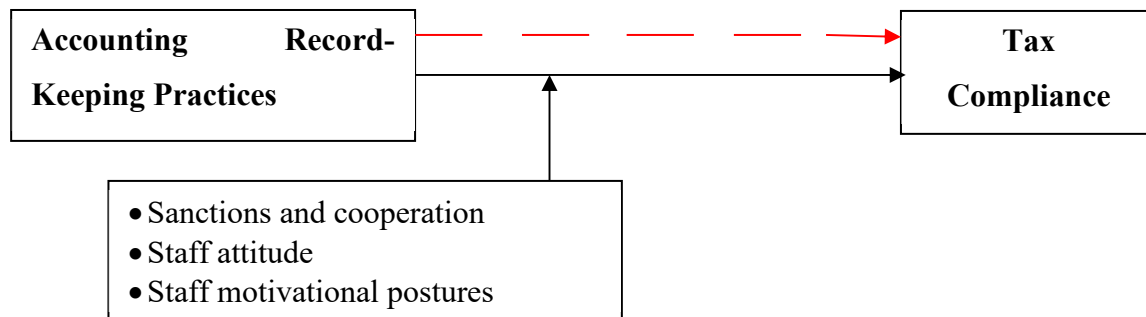 Accounting Record-
Keeping Practices
Tax
Compliance
• Sanctions and cooperation
• Staff attitude
• Staff motivational postures